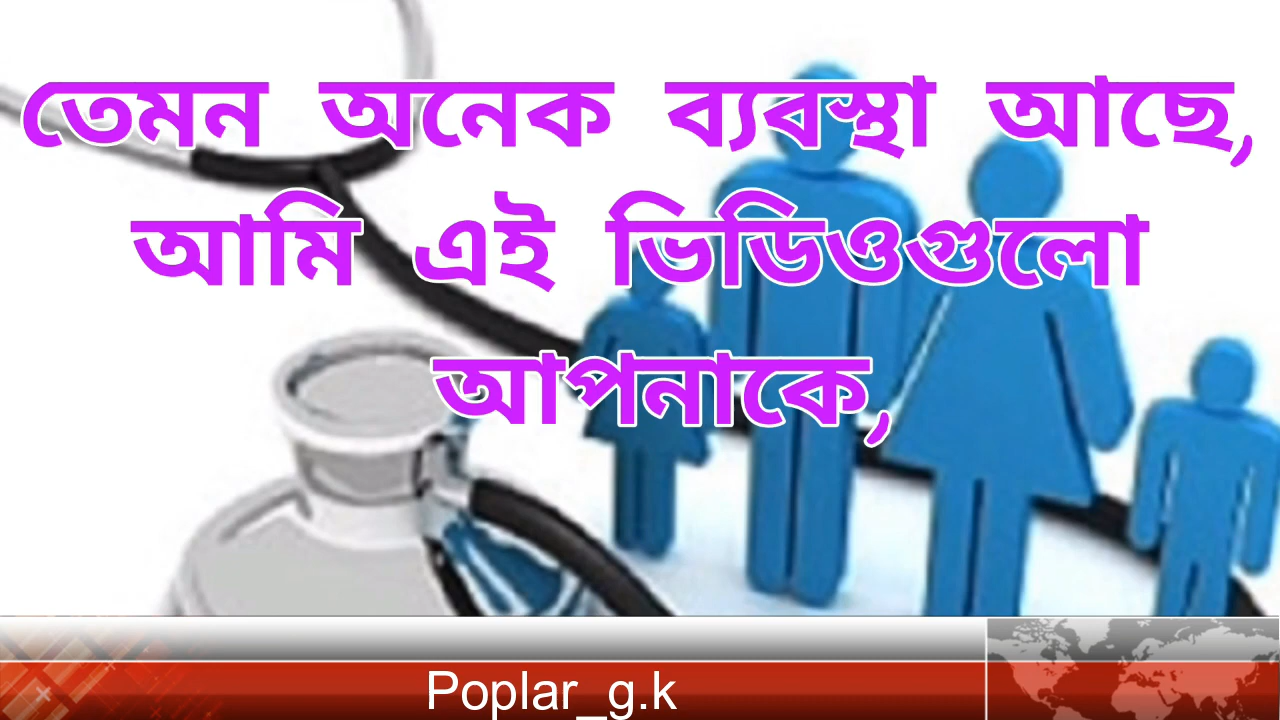 তেমন অনেক ব্যবস্থা আছে,
আমি এই ভিডিওগুলো
আপনাকে,
Poplar_g.k